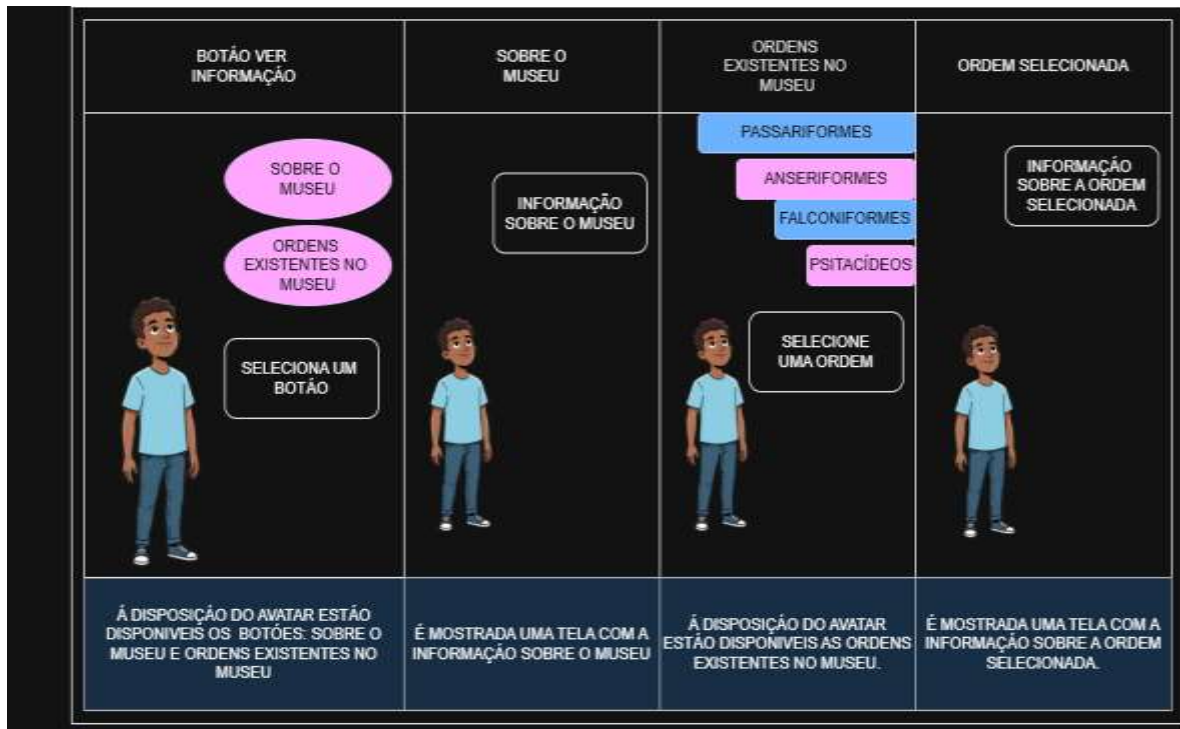 BOTÃO VER
INFORMAÇÃO
SOBRE O
MUSEU
ORDENS
EXISTENTES NO
MUSEU
ORDEM SELECIONADA
SOBRE O
MUSEU
ORDENS
EXISTENTES NO
MUSEU
SELECIONA UM
BOTÃO
INFORMAÇÃO
SOBRE O MUSEU
PASSARIFORMES
ANSERIFORMES
FALCONIFORMES
PSITACÍDEOS
SELECIONE
UMA ORDEM
INFORMAÇÃO
SOBRE A ORDEM
SELECIONADA
Á DISPOSIÇÃO DO AVATAR ESTÃO
DISPONIVEIS OS BOTÕES: SOBRE O
MUSEU E ORDENS EXISTENTES NO
MUSEU
É MOSTRADA UMA TELA COM A
INFORMAÇÃO SOBRE O MUSEU
Á DISPOSIÇÃO DO AVATAR
ESTÃO DISPONIVEIS AS ORDENS
EXISTENTES NO MUSEU.
É MOSTRADA UMA TELA COM A
INFORMAÇÃO SOBRE A ORDEM
SELECIONADA.